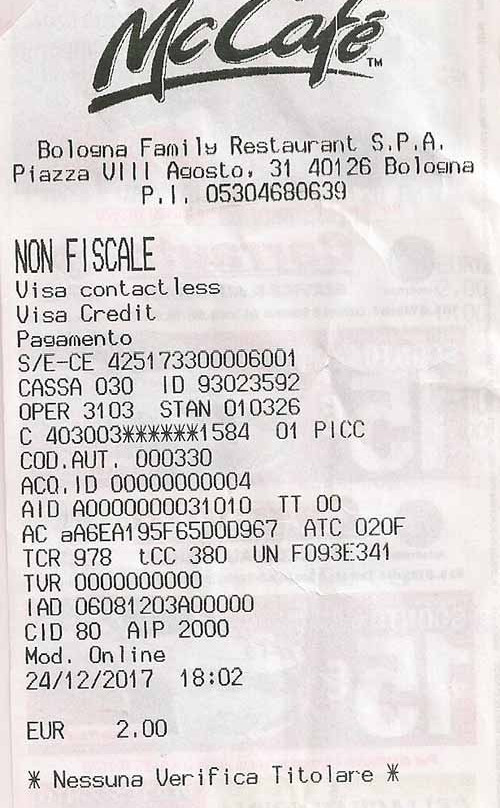 McCafé™
Bologna Family Restaurant S.P.A.
Piazza VIII Agosto, 31 40126 Bologna
P.I. 05304680639
NON FISCALE
Visa contactless
Visa Credit
Pagamento
S/E-CE 425173300006001
CASSA 030 ID 93023592
OPER 3103 STAN 010326
C 403003******1584 01 PICC
COD.AUT. 000330
ACQ.ID 00000000004
AID A0000000031010 TT 00
AC aA6EA195F65D0D967 ATC 020F
TCR 978 tCC 380 UN F093E341
TVR 0000000000
IAD 06081203A00000
CID 80 AIP 2000
Mod. Online
24/12/2017 18:02
EUR 2.00
* Nessuna Verifica Titolare *